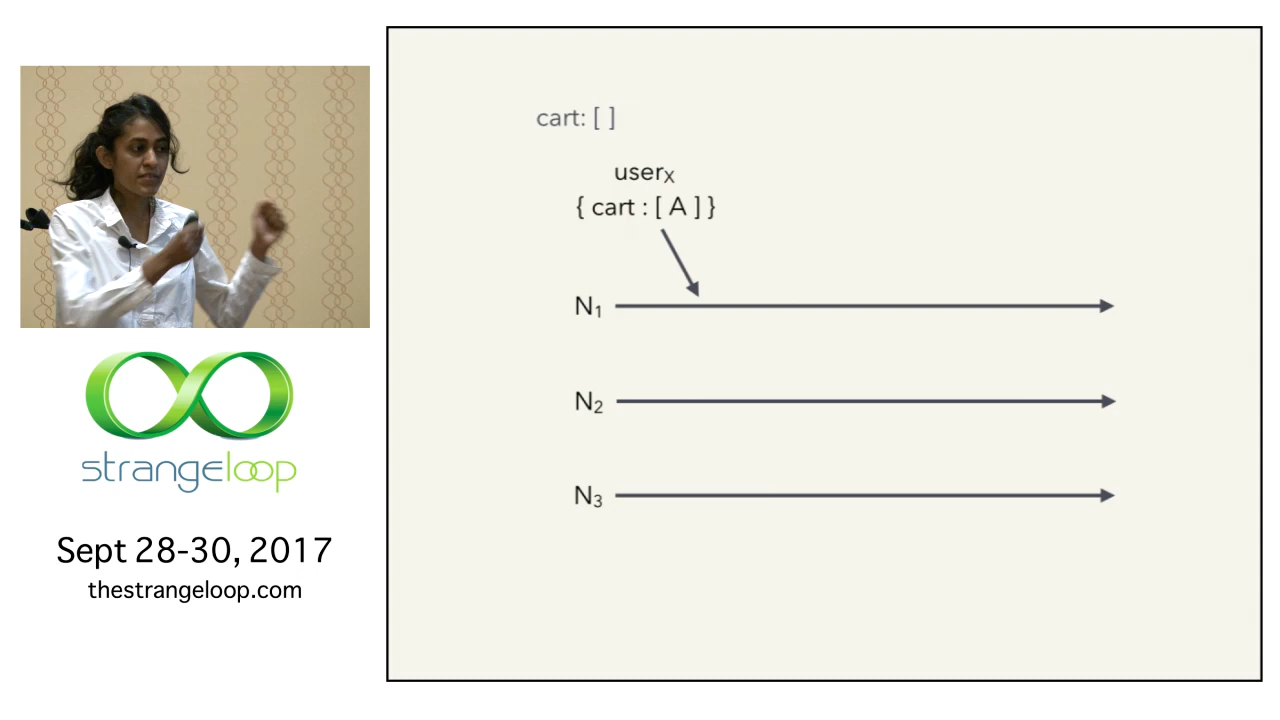 cart: [ ]
userX
{ cart : [ A ] }
N1
N2
N3
strangeloop
Sept 28-30, 2017
thestrangeloop.com